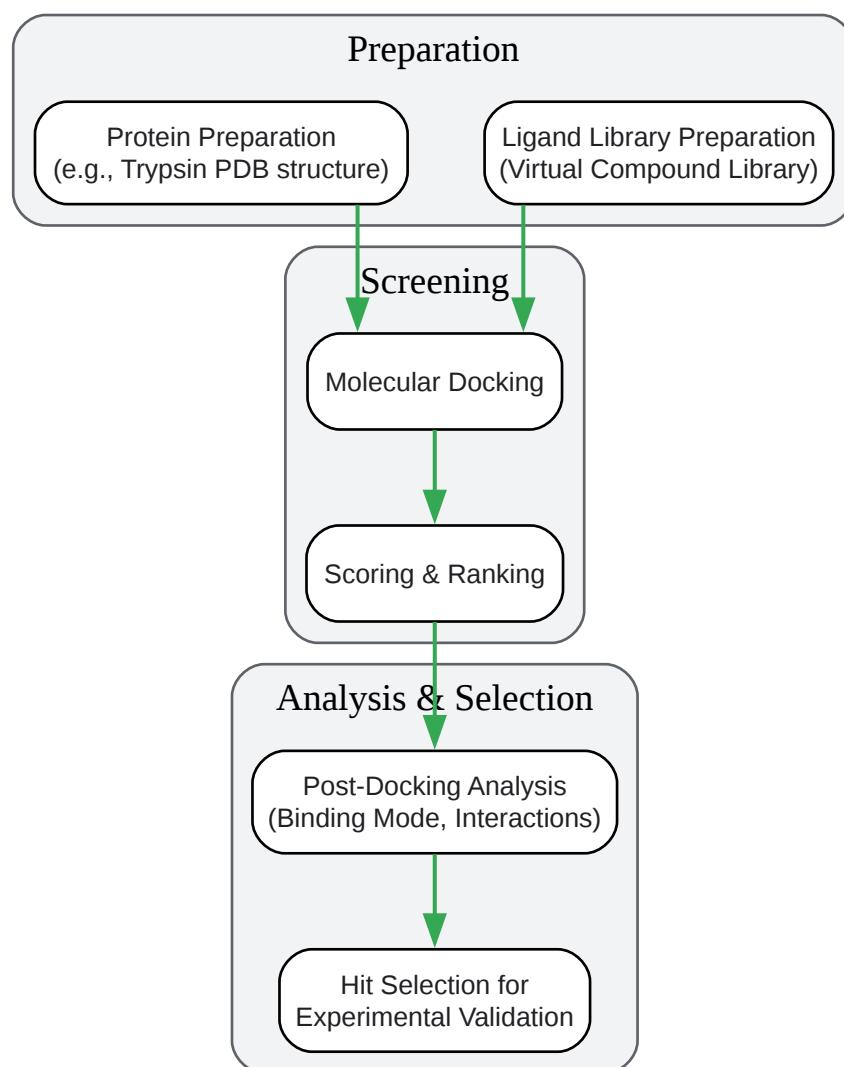 Preparation
Protein Preparation
(e.g., Trypsin PDB structure)
Ligand Library Preparation
(Virtual Compound Library)
Screening
Molecular Docking
Scoring & Ranking
Analysis & Selection
Post-Docking Analysis
(Binding Mode, Interactions)
Hit Selection for
Experimental Validation